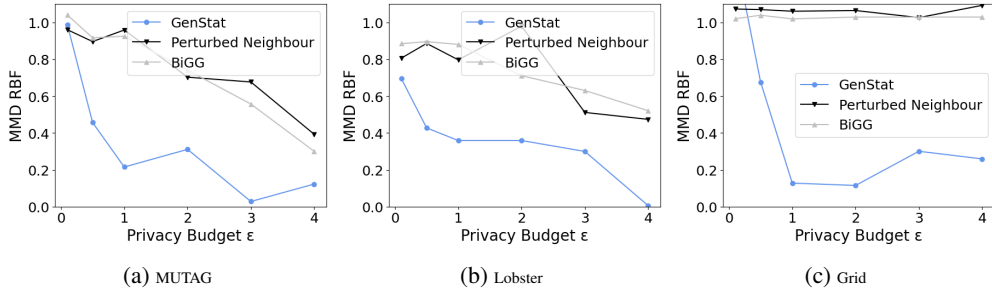 MMD RBF
1.0
0.8
0.6
0.4
0.2
0.0
GenStat
Perturbed Neighbour
BiGG
0 1 2 3 4
Privacy Budget ε
(a) MUTAG
MMD RBF
1.0
0.8
0.6
0.4
0.2
0.0
GenStat
Perturbed Neighbour
BiGG
0 1 2 3 4
Privacy Budget ε
(b) Lobster
MMD RBF
1.0
0.8
0.6
0.4
0.2
0.0
GenStat
Perturbed Neighbour
BiGG
0 1 2 3 4
Privacy Budget ε
(c) Grid